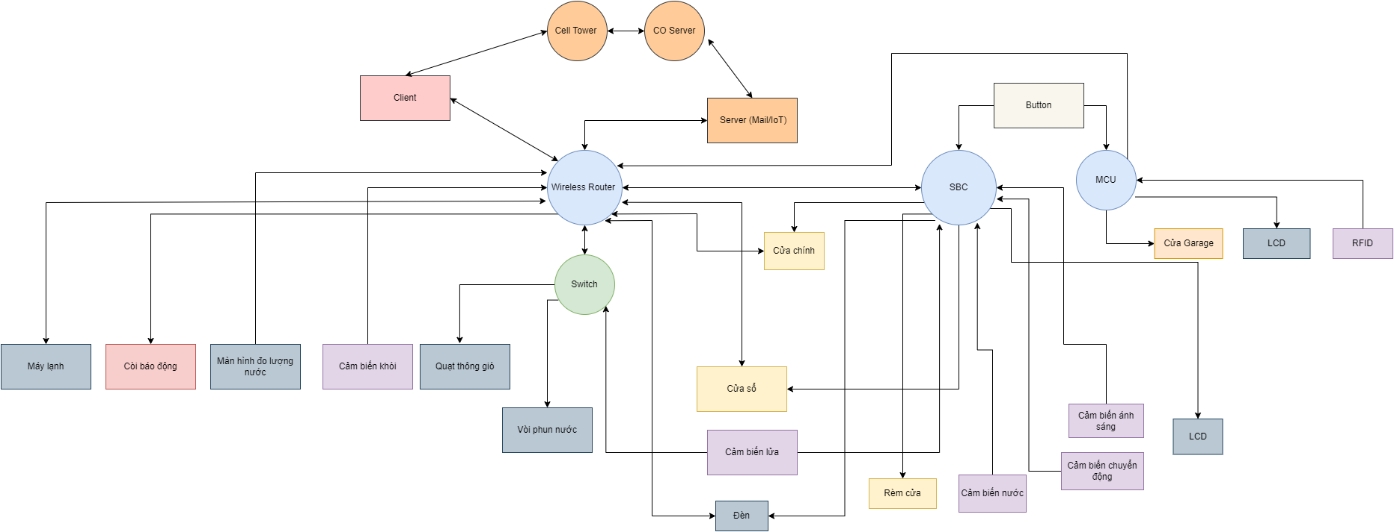 Cell Tower
CO Server
Client
Server (Mail/IoT)
Button
Wireless Router
SBC
MCU
Cửa chính
Cửa Garage
LCD
RFID
Switch
Máy lạnh
Còi báo động
Màn hình đo lượng
nước
Cảm biến khói
Quạt thông gió
Cửa sổ
Vòi phun nước
Cảm biến ánh
sáng
LCD
Cảm biến lửa
Cảm biến chuyển
động
Rèm cửa
Cảm biến nước
Đèn